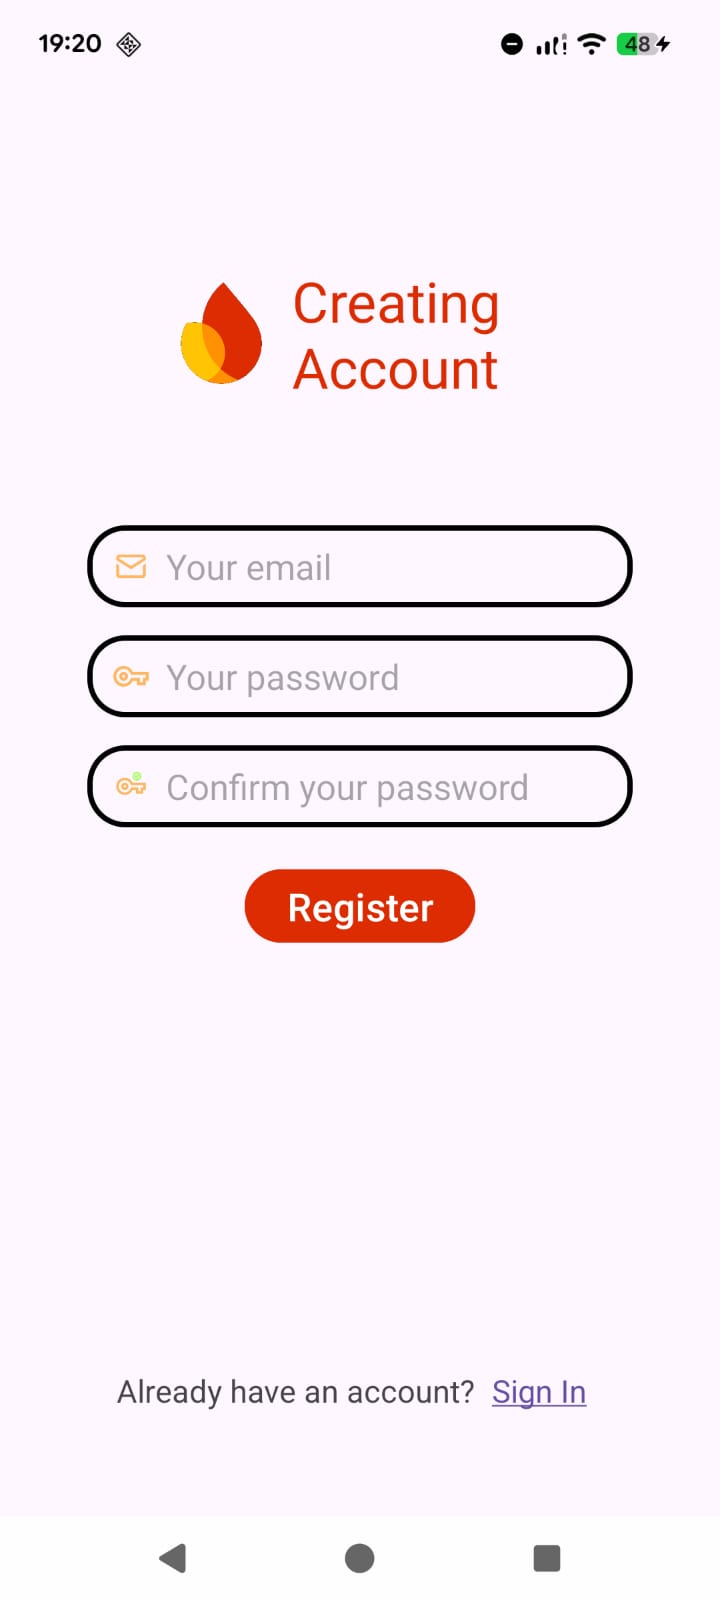 19:20
48
Creating
Account
Your email
Your password
Confirm your password
Register
Already have an account? Sign In